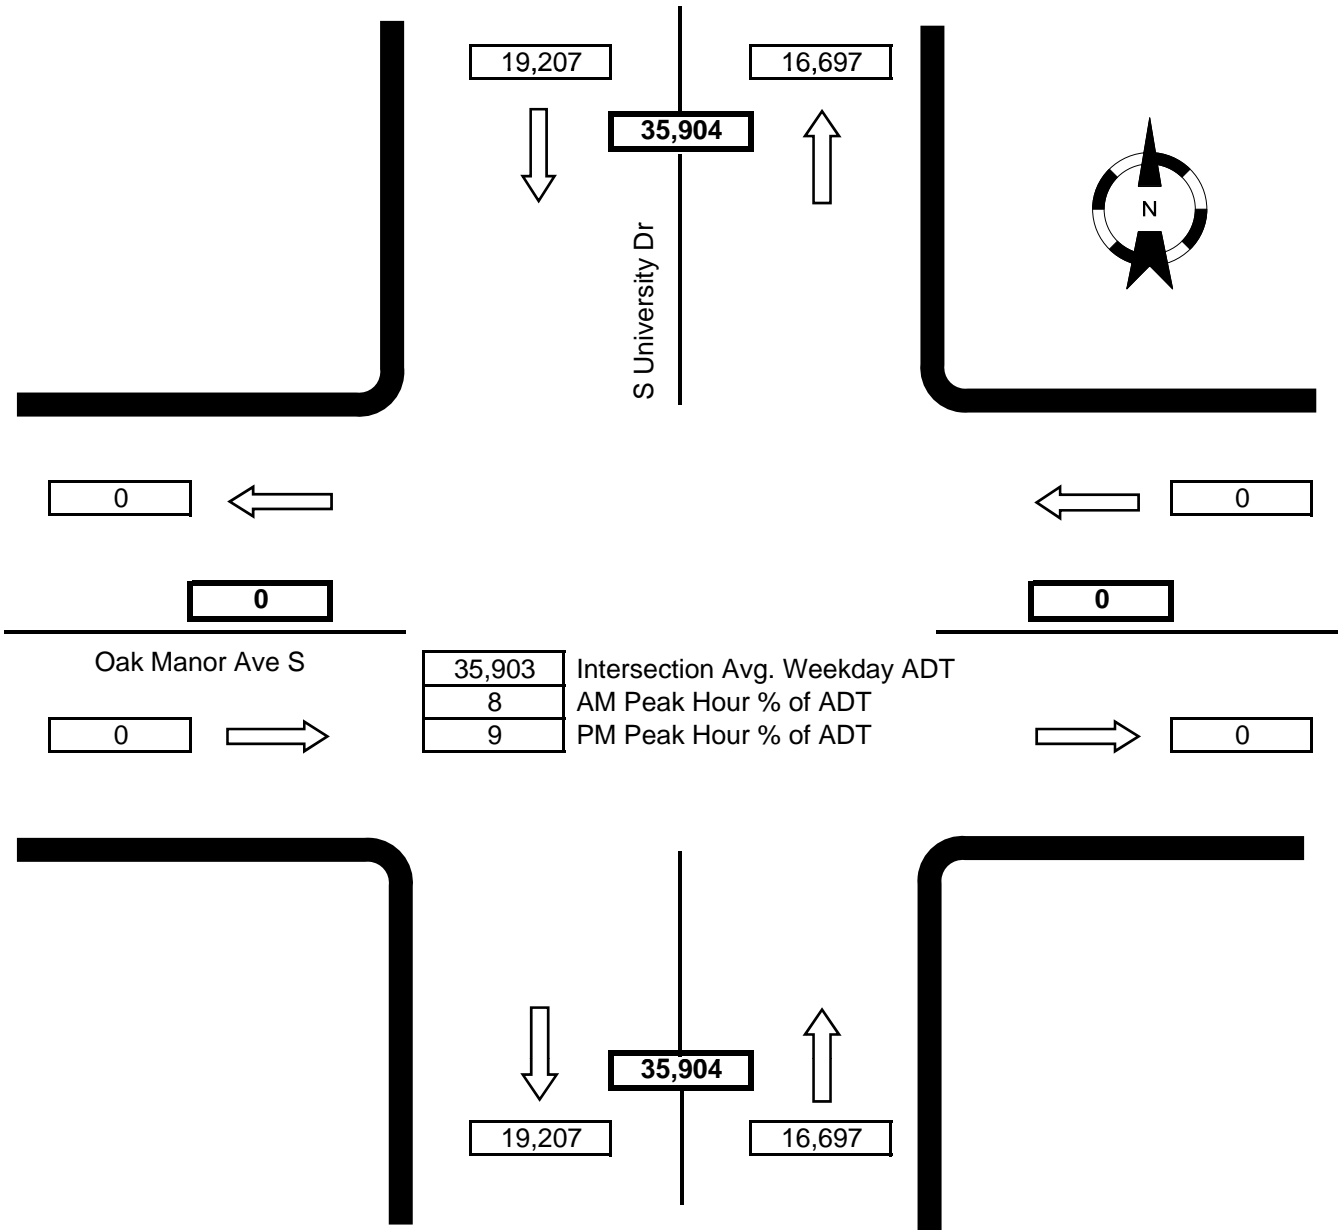 19,207
16,697
35,904
N
S University Dr
0
0
0
0
Oak Manor Ave S
35,903 Intersection Avg. Weekday ADT
8 AM Peak Hour % of ADT
9 PM Peak Hour % of ADT
0
0
35,904
19,207
16,697